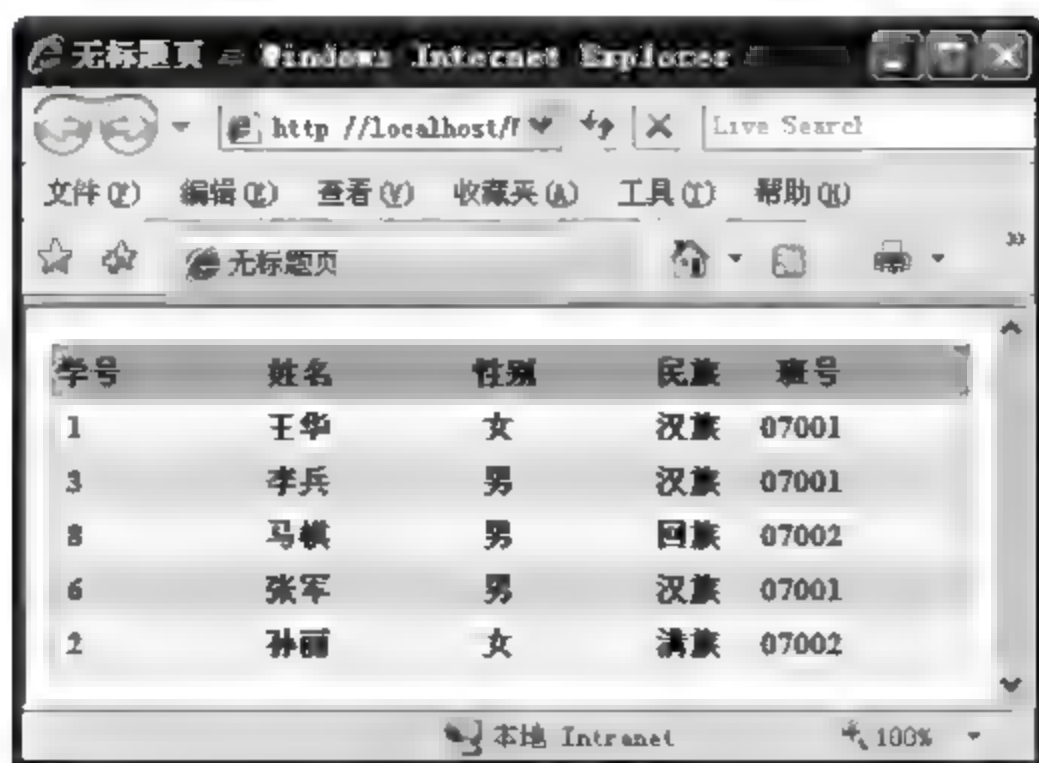 无标题页 - Windows Internet Explorer
http //localhost/ Live Search
文件(F) 编辑(E) 查看(V) 收藏夹(A) 工具(T) 帮助(H)
无标题页
学号 姓名 性别 民族 班号
1 王华 女 汉族 07001
3 李兵 男 汉族 07001
8 马棋 男 回族 07002
6 张军 男 汉族 07001
2 孙丽 女 满族 07002
本地 Intranet 100%